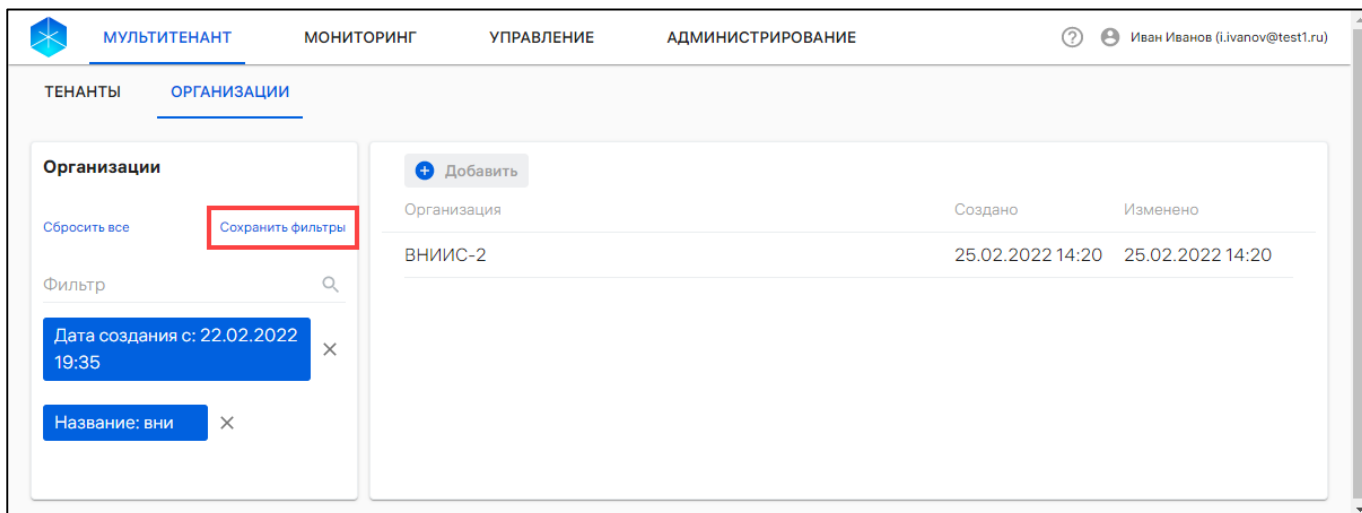 МУЛЬТИТЕНАНТ МОНИТОРИНГ УПРАВЛЕНИЕ АДМИНИСТРИРОВАНИЕ Иван Иванов (i.ivanov@test1.ru)
ТЕНАНТЫ ОРГАНИЗАЦИИ
Организации
Сбросить все Сохранить фильтры
Фильтр
Дата создания с: 22.02.2022
19:35
Название: вни
Добавить
Организация Создано Изменено
ВНИИС-2 25.02.2022 14:20 25.02.2022 14:20